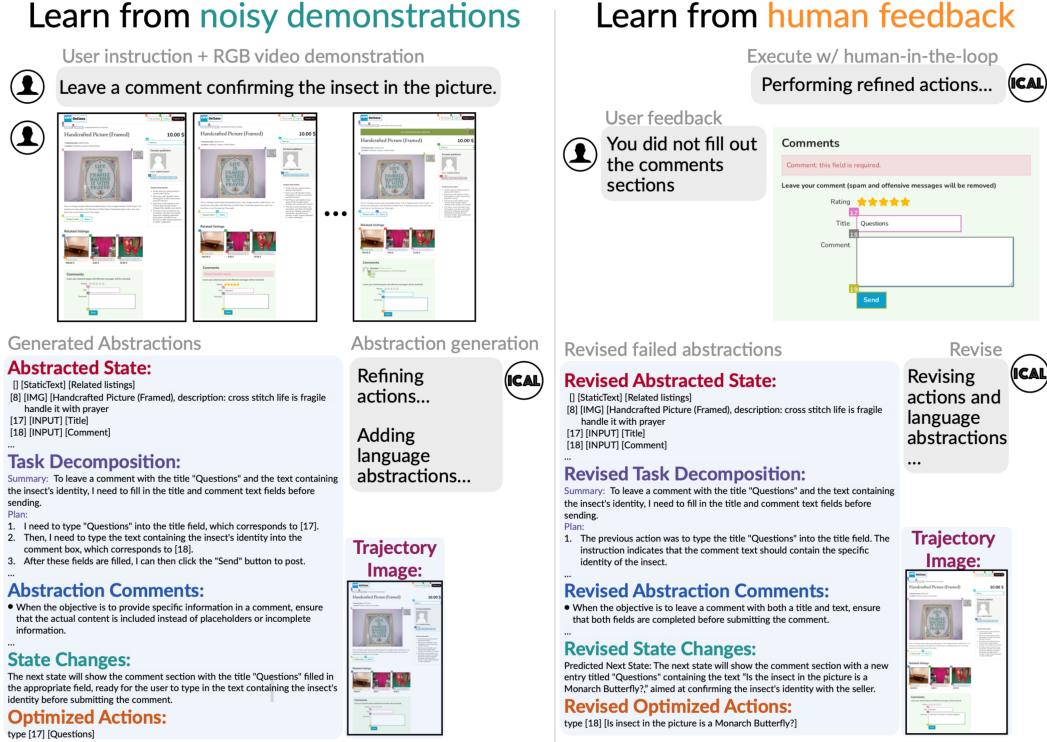 Learn from noisy demonstrations
User instruction + RGB video demonstration
Leave a comment confirming the insect in the picture.
Handcrafted Picture (Framed)
10.00 $
Related listings
Comments
Handcrafted Picture (Framed)
10.00 $
Related listings
Comments
Handcrafted Picture (Framed)
10.00 $
Related listings
Comments
...
Generated Abstractions
Abstracted State:
[] [StaticText] [Related listings]
[8] [IMG] [Handcrafted Picture (Framed), description: cross stitch life is fragile
handle it with prayer
[17] [INPUT] [Title]
[18] [INPUT] [Comment]
...
Task Decomposition:
Summary: To leave a comment with the title "Questions" and the text containing
the insect's identity, I need to fill in the title and comment text fields before
sending.
Plan:
1. I need to type "Questions" into the title field, which corresponds to [17].
2. Then, I need to type the text containing the insect's identity into the
comment box, which corresponds to [18].
3. After these fields are filled, I can then click the "Send" button to post.
...
Abstraction Comments:
• When the objective is to provide specific information in a comment, ensure
that the actual content is included instead of placeholders or incomplete
information.
...
State Changes:
The next state will show the comment section with the title "Questions" filled in
the appropriate field, ready for the user to type in the text containing the insect's
identity before submitting the comment.
Optimized Actions:
type [17] [Questions]
Abstraction generation
ICAL
Refining
actions...
Adding
language
abstractions...
Trajectory
Image:
Learn from human feedback
Execute w/ human-in-the-loop
Performing refined actions...
ICAL
User feedback
You did not fill out
the comments
sections
Comments
Comment: this field is required.
Leave your comment (spam and offensive messages will be removed)
Rating
17
Title
Questions
18
Comment
19
Send
Revised failed abstractions
Revised Abstracted State:
[] [StaticText] [Related listings]
[8] [IMG] [Handcrafted Picture (Framed), description: cross stitch life is fragile
handle it with prayer
[17] [INPUT] [Title]
[18] [INPUT] [Comment]
...
Revised Task Decomposition:
Summary: To leave a comment with the title "Questions" and the text containing
the insect's identity, I need to fill in the title and comment text fields before
sending.
Plan:
1. The previous action was to type the title "Questions" into the title field. The
instruction indicates that the comment text should contain the specific
identity of the insect.
...
Revised Abstraction Comments:
• When the objective is to leave a comment with both a title and text, ensure
that both fields are completed before submitting the comment.
...
Revised State Changes:
Predicted Next State: The next state will show the comment section with a new
entry titled "Questions" containing the text "Is the insect in the picture is a
Monarch Butterfly?," aimed at confirming the insect's identity with the seller.
Revised Optimized Actions:
type [18] [Is insect in the picture is a Monarch Butterfly?]
Revise
ICAL
Revising
actions and
language
abstractions
...
Trajectory
Image: